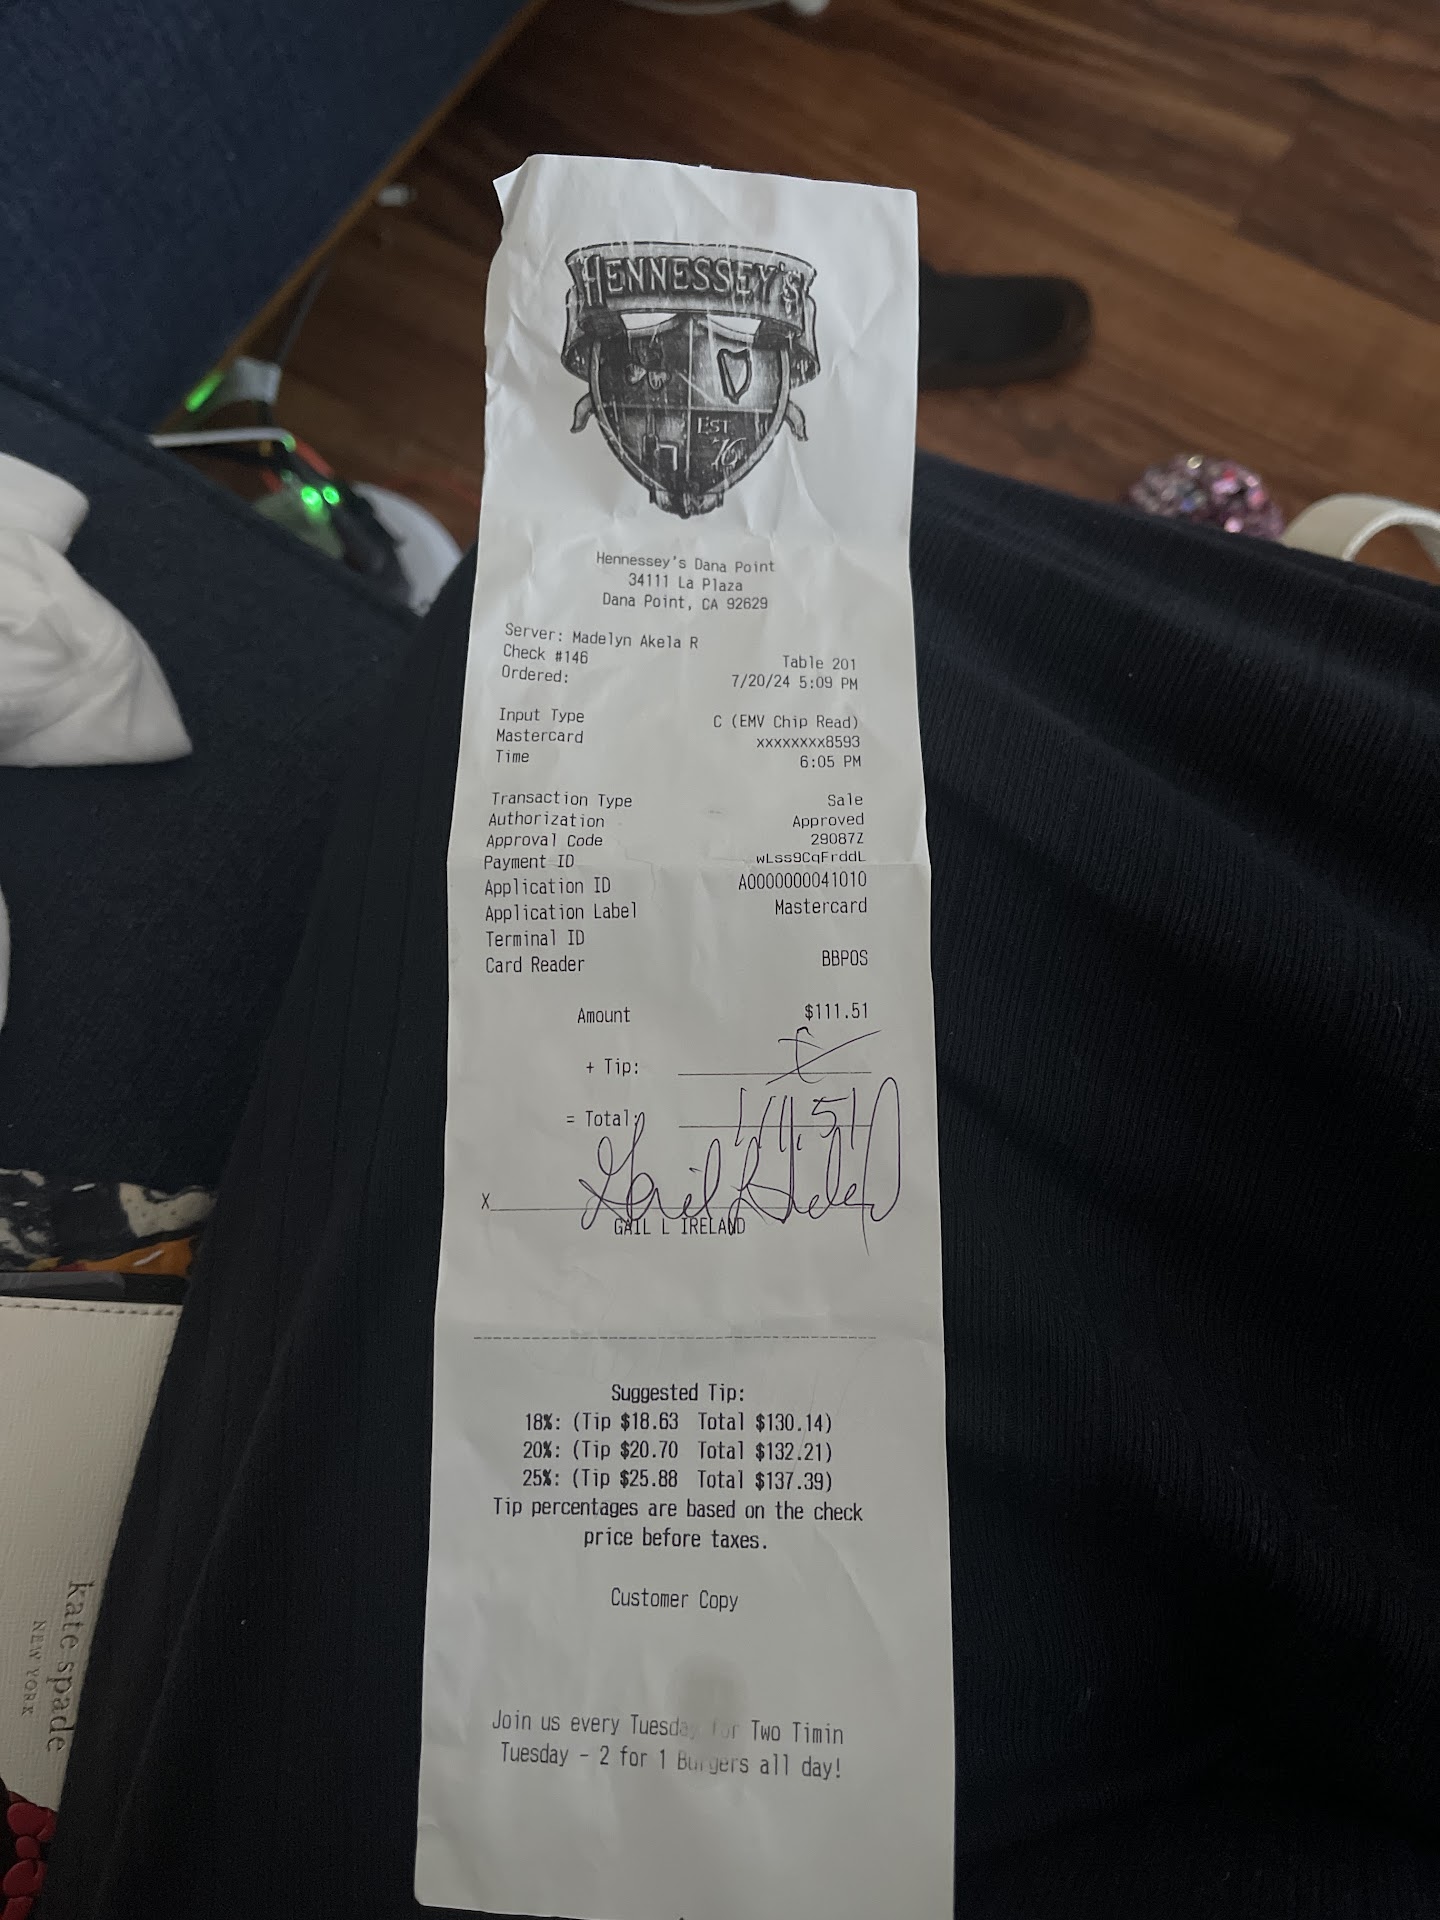 HENNESSEY'S
EST
76
Hennessey's Dana Point
34111 La Plaza
Dana Point, CA 92629
Server: Madelyn Akela R
Check #146 Table 201
Ordered: 7/20/24 5:09 PM
Input Type C (EMV Chip Read)
Mastercard xxxxxxxx8593
Time 6:05 PM
Transaction Type Sale
Authorization Approved
Approval Code 29087Z
Payment ID wLss9CqFrddL
Application ID A0000000041010
Application Label Mastercard
Terminal ID
Card Reader BBPOS
Amount $111.51
+ Tip:
= Total: 111.51
X Gail
GAIL L IRELAND
Suggested Tip:
18%: (Tip $18.63 Total $130.14)
20%: (Tip $20.70 Total $132.21)
25%: (Tip $25.88 Total $137.39)
Tip percentages are based on the check
price before taxes.
Customer Copy
Join us every Tuesday for Two Timin
Tuesday - 2 for 1 Burgers all day!
kate spade
NEW YORK